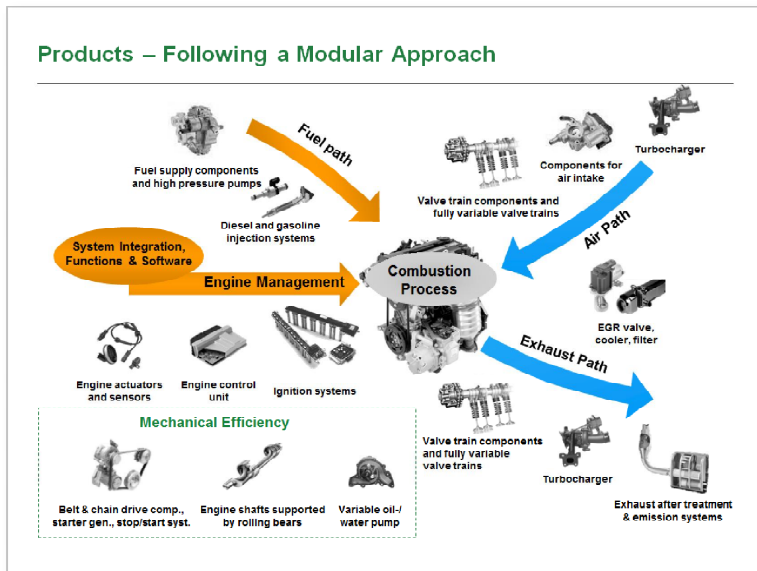 Products – Following a Modular Approach
Fuel path
Fuel supply components
and high pressure pumps
Diesel and gasoline
injection systems
Turbocharger
Components for
air intake
Valve train components and
fully variable valve trains
Air Path
System Integration,
Functions & Software
Engine Management
Combustion
Process
EGR valve,
cooler, filter
Exhaust Path
Engine actuators
and sensors
Engine control
unit
Ignition systems
Mechanical Efficiency
Belt & chain drive comp.,
starter gen., stop/start syst.
Engine shafts supported
by rolling bears
Variable oil-/
water pump
Valve train components
and fully variable
valve trains
Turbocharger
Exhaust after treatment
& emission systems